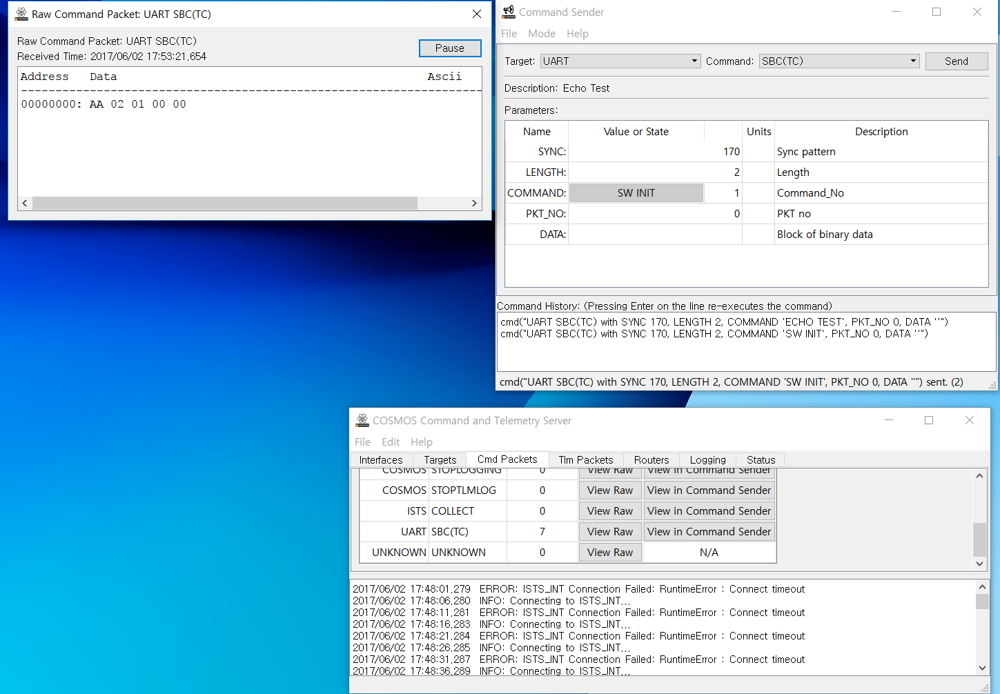 Raw Command Packet: UART SBC(TC)
Raw Command Packet: UART SBC(TC)
Received Time: 2017/06/02 17:53:21.654
Pause
Address Data Ascii
--------------------------------------------------------------------
00000000: AA 02 01 00 00
Command Sender
File Mode Help
Target: UART Command: SBC(TC) Send
Description: Echo Test
Parameters:
Name Value or State Units Description
SYNC: 170 Sync pattern
LENGTH: 2 Length
COMMAND: SW INIT 1 Command_No
PKT_NO: 0 PKT no
DATA: Block of binary data
Command History: (Pressing Enter on the line re-executes the command)
cmd("UART SBC(TC) with SYNC 170, LENGTH 2, COMMAND 'ECHO TEST', PKT_NO 0, DATA ''")
cmd("UART SBC(TC) with SYNC 170, LENGTH 2, COMMAND 'SW INIT', PKT_NO 0, DATA ''")
cmd("UART SBC(TC) with SYNC 170, LENGTH 2, COMMAND 'SW INIT', PKT_NO 0, DATA ''") sent. (2)
COSMOS Command and Telemetry Server
File Edit Help
Interfaces Targets Cmd Packets Tlm Packets Routers Logging Status
COSMOS STOPLOGGING 0 View Raw View in Command Sender
COSMOS STOPTLMLOG 0 View Raw View in Command Sender
ISTS COLLECT 0 View Raw View in Command Sender
UART SBC(TC) 7 View Raw View in Command Sender
UNKNOWN UNKNOWN 0 View Raw N/A
2017/06/02 17:48:01.279 ERROR: ISTS_INT Connection Failed: RuntimeError : Connect timeout
2017/06/02 17:48:06.280 INFO: Connecting to ISTS_INT...
2017/06/02 17:48:11.281 ERROR: ISTS_INT Connection Failed: RuntimeError : Connect timeout
2017/06/02 17:48:16.283 INFO: Connecting to ISTS_INT...
2017/06/02 17:48:21.284 ERROR: ISTS_INT Connection Failed: RuntimeError : Connect timeout
2017/06/02 17:48:26.285 INFO: Connecting to ISTS_INT...
2017/06/02 17:48:31.287 ERROR: ISTS_INT Connection Failed: RuntimeError : Connect timeout
2017/06/02 17:48:36.289 INFO: Connecting to ISTS_INT...